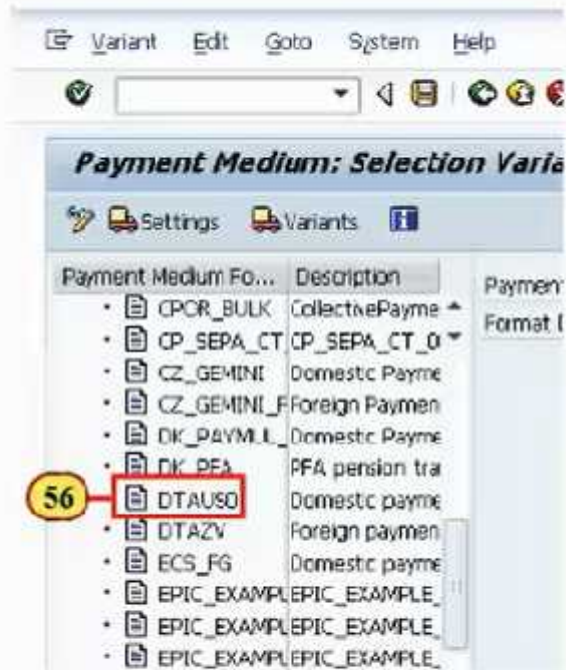 Variant Edit Goto System Help
Payment Medium: Selection Varia
Settings Variants
Payment Medium Fo... Description
Paymen
CPOR_BULK CollectivePayme
Format
CP_SEPA_CT CP_SEPA_CT_0
CZ_GEMINI Domestic Payme
CZ_GEMINI_F Foreign Paymen
DK_PAYMUL_ Domestic Payme
DK_PFA PFA pension tra
56 DTAUS0 Domestic payme
DTAZV Foreign paymen
ECS_FG Domestic payme
EPIC_EXAMPL EPIC_EXAMPLE_
EPIC_EXAMPL EPIC_EXAMPLE_
EPIC_EXAMPL EPIC_EXAMPLE_